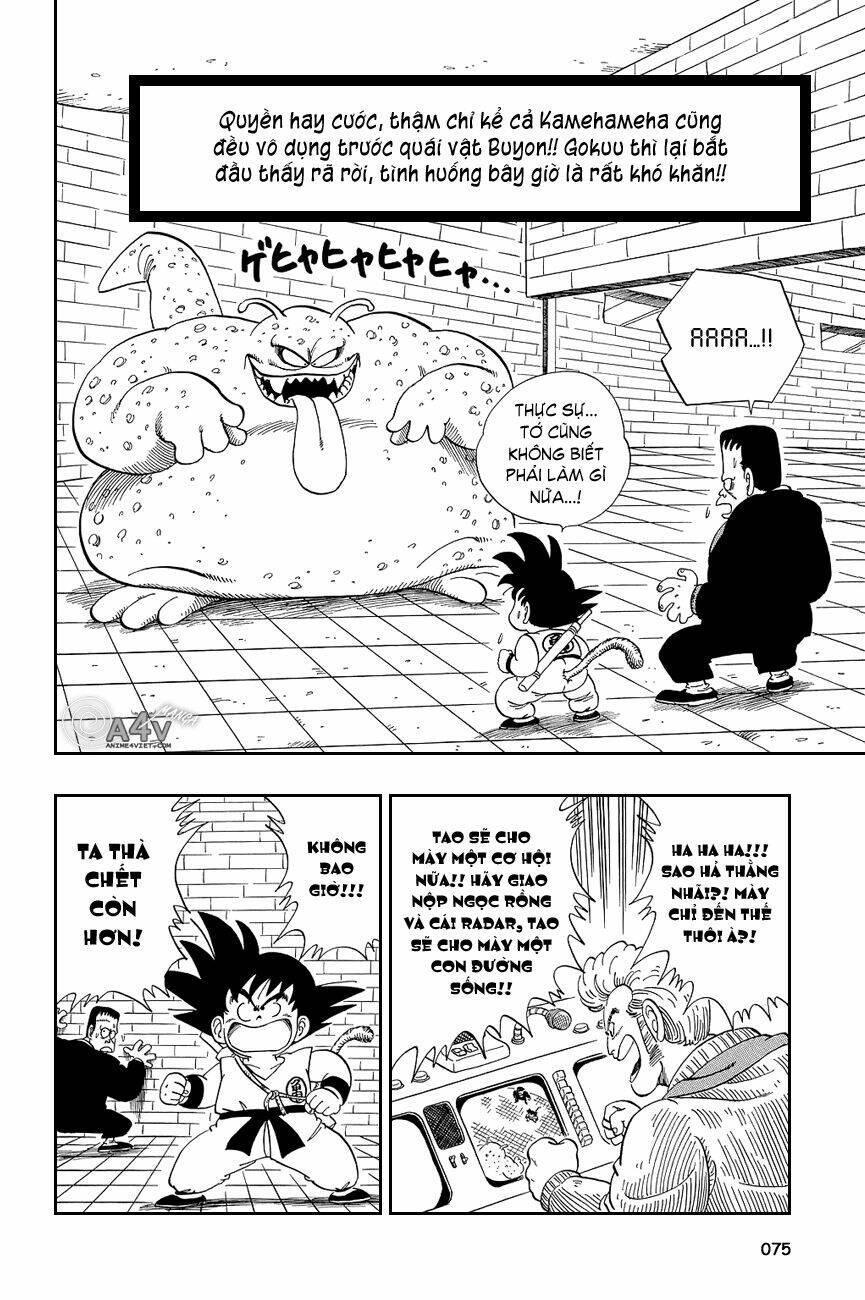 Quyền hay cước, thậm chí kể cả Kamehameha cũng
đều vô dụng trước quái vật Buyon!! Gokuu thì lại bắt
đầu thấy rã rời, tình huống bây giờ là rất khó khăn!!
ゲヒャヒャヒャヒャ...
AAAA...!!
THỰC SỰ...
TỚ CŨNG
KHÔNG BIẾT
PHẢI LÀM GÌ
NỮA...!
A4V
MANGA
ANIME4VIET.COM
HA HA HA!!!
SAO HẢ THẰNG
NHÃI?! MÀY
CHỈ ĐẾN THẾ
THÔI À?!
TAO SẼ CHO
MÀY MỘT CƠ HỘI
NỮA!! HÃY GIAO
NỘP NGỌC RỒNG
VÀ CÁI RADAR, TAO
SẼ CHO MÀY MỘT
CON ĐƯỜNG
SỐNG!!
KHÔNG
BAO
GIỜ!!!
TA THÀ
CHẾT
CÒN
HƠN!
亀
075